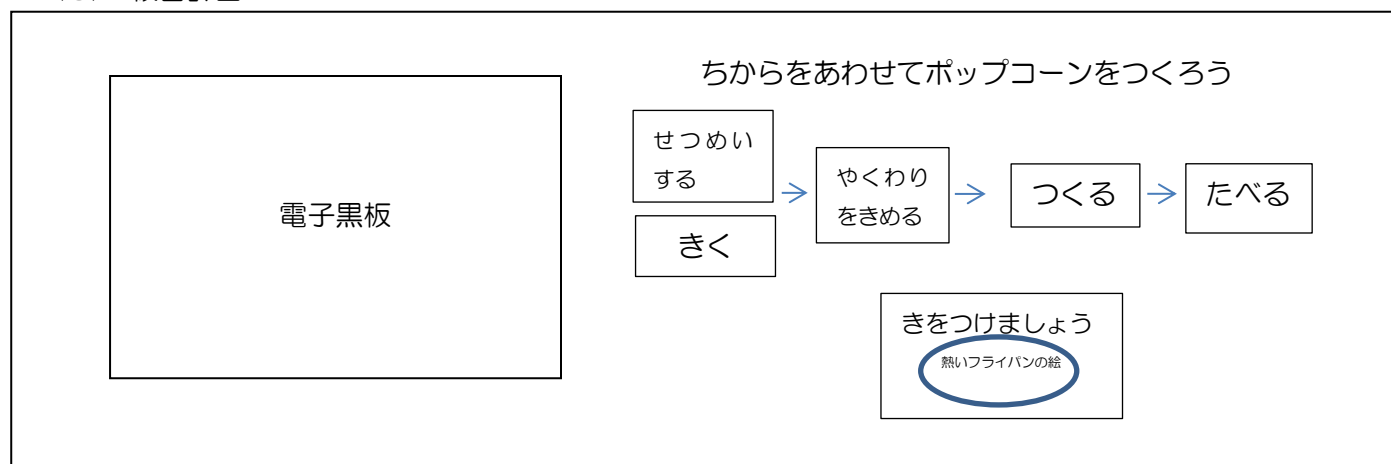 電子黒板
ちからをあわせてポップコーンをつくろう
せつめい
する
きく
やくわり
をきめる
つくる
たべる
きをつけましょう
熱いフライパンの絵